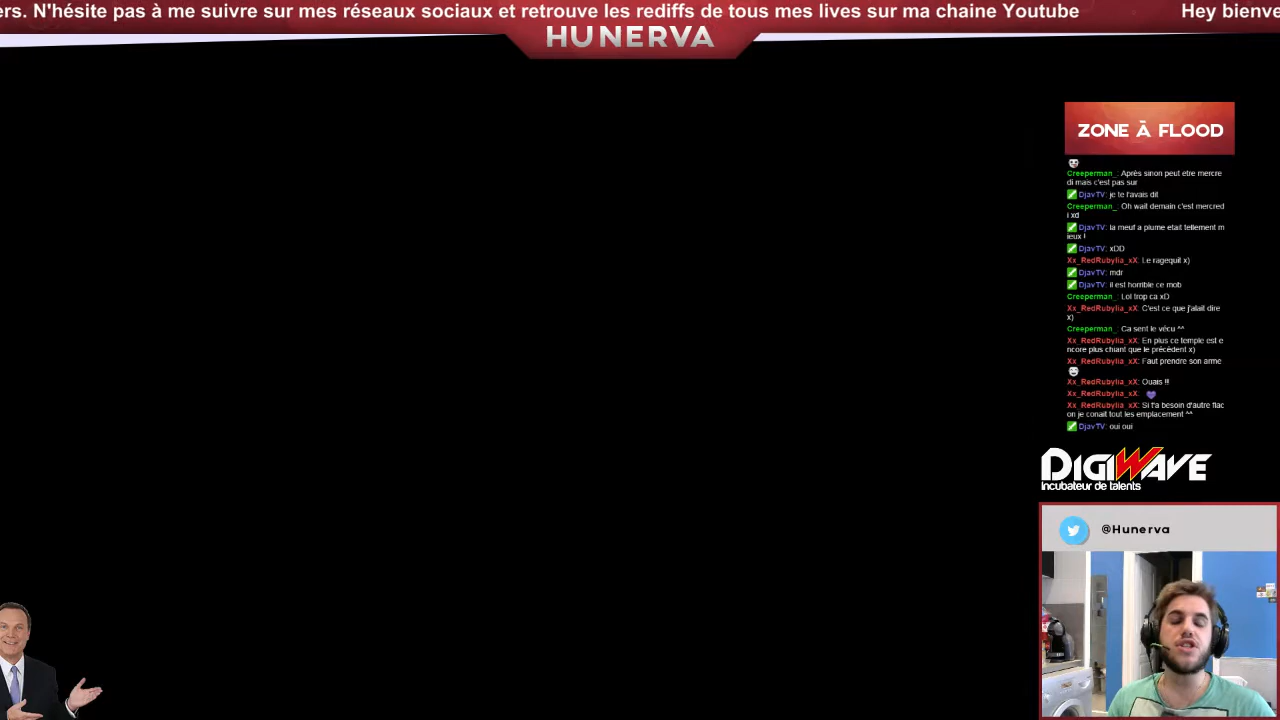 ers. N'hésite pas à me suivre sur mes réseaux sociaux et retrouve les rediffs de tous mes lives sur ma chaine Youtube Hey bienve
HUNERVA
ZONE À FLOOD
Creeperman_: Après sinon peut etre mercre
di mais c'est pas sur
DjavTV: je te l'avais dit
Creeperman_: Oh wait demain c'est mercred
i xd
DjavTV: la meuf a plume etait tellement m
ieux !
DjavTV: xDD
Xx_RedRubylia_xX: Le ragequil x)
DjavTV: mdr
DjavTV: il est horrible ce mob
Creeperman_: Lol trop ca xD
Xx_RedRubylia_xX: C'est ce que j'alait dire
x)
Creeperman_: Ca sent le vécu ^^
Xx_RedRubylia_xX: En plus ce temple est e
ncore plus chiant que le précédent x)
Xx_RedRubylia_xX: Faut prendre son arme
Xx_RedRubylia_xX: Ouais !!!
Xx_RedRubylia_xX:
Xx_RedRubylia_xX: Si t'a besoin d'autre flac
on je conait tout les emplacement ^^
DjavTV: oui oui
DIGIWAVE
incubateur de talents
@Hunerva